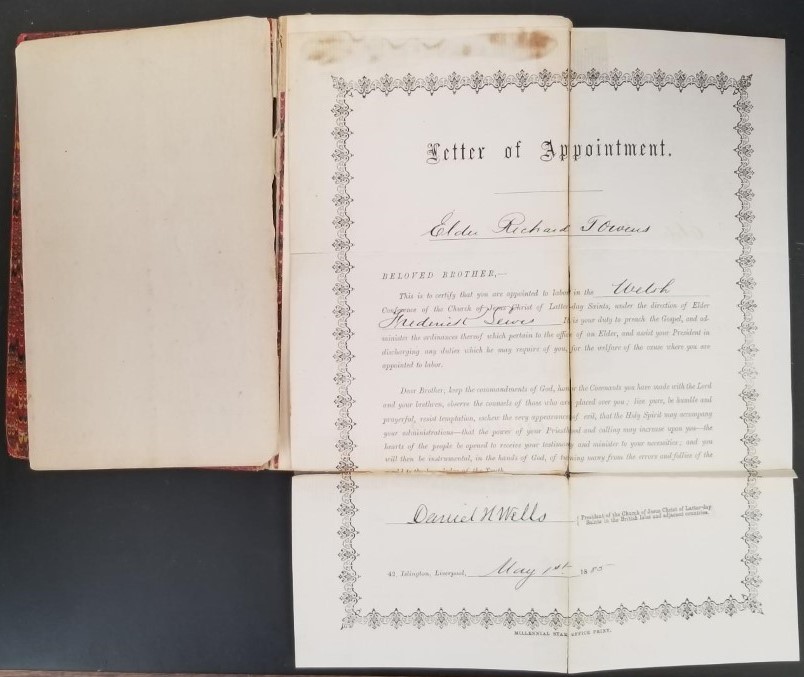 Letter of Appointment.
Elder Richard T Owens
BELOVED BROTHER,—
This is to certify that you are appointed to labor in the Welsh
Conference of the Church of Jesus Christ of Latter-day Saints, under the direction of Elder
Frederick Lewis It is your duty to preach the Gospel, and ad-
minister the ordinances thereof which pertain to the office of an Elder, and assist your President in
discharging any duties which he may require of you, for the welfare of the cause where you are
appointed to labor.
Dear Brother, keep the commandments of God, honor the Covenants you have made with the Lord
and your brethren, observe the counsels of those who are placed over you; live pure, be humble and
prayerful, resist temptation, eschew the very appearance of evil, that the Holy Spirit may accompany
your administrations—that the power of your Priesthood and calling may increase upon you—the
hearts of the people be opened to receive your testimony and minister to your necessities; and you
will then be instrumental, in the hands of God, of turning many from the errors and follies of the
Daniel H Wells
President of the Church of Jesus Christ of Latter-day
Saints in the British Isles and adjacent countries.
42 Islington, Liverpool, May 1st 1885
MILLENNIAL STAR OFFICE PRINT.